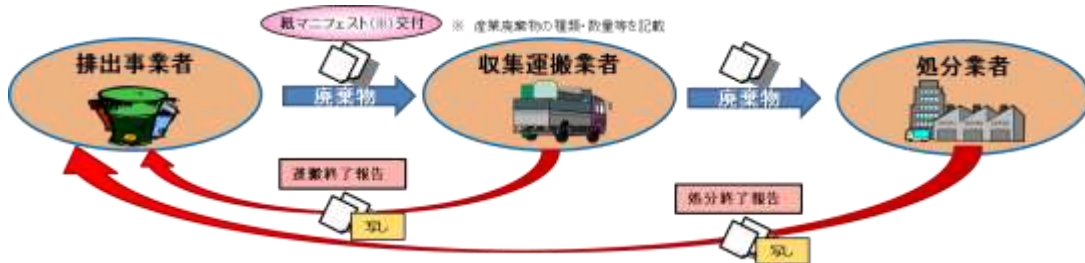 紙マニフェスト(※)交付
※ 産業廃棄物の種類・数量等を記載
排出事業者
収集運搬業者
処分業者
廃棄物
廃棄物
運搬終了報告
写し
処分終了報告
写し